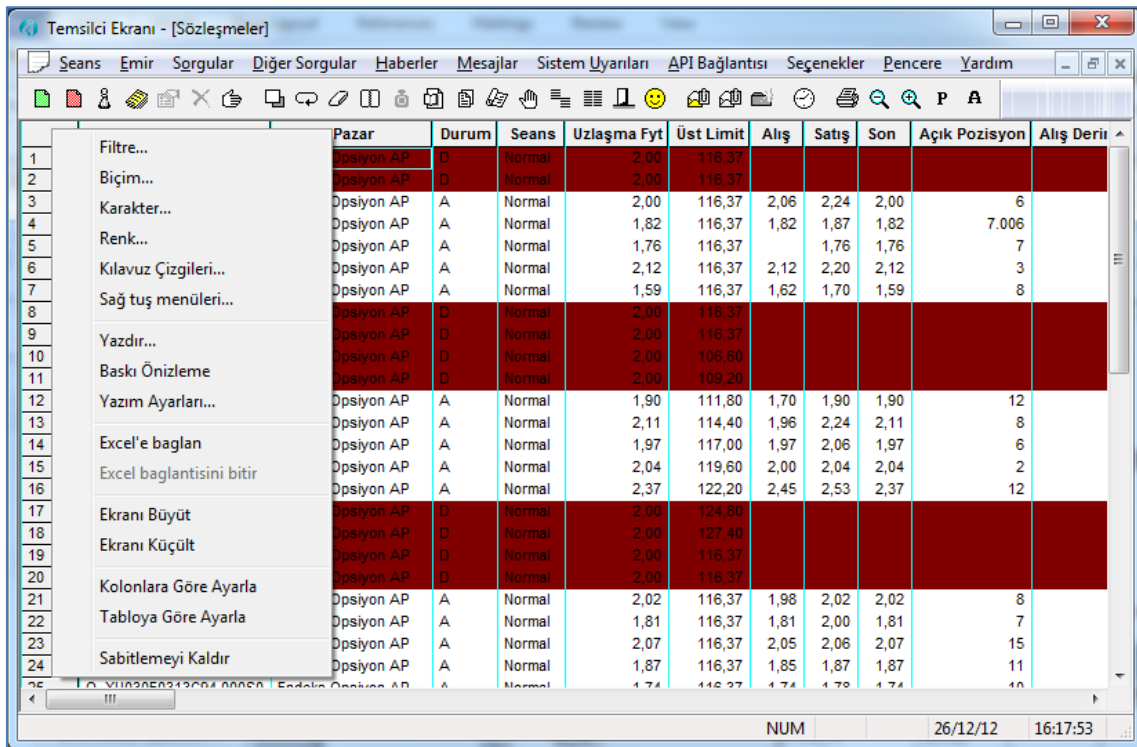 Temsilci Ekranı - [Sözleşmeler]
Seans Emir Sorgular Diğer Sorgular Haberler Mesajlar Sistem Uyarıları API Bağlantısı Seçenekler Pencere Yardım
P A
Pazar Durum Seans Uzlaşma Fyt Üst Limit Alış Satış Son Açık Pozisyon Alış Derin
Filtre...
Biçim...
Karakter...
Renk...
Kılavuz Çizgileri...
Sağ tuş menüleri...
Yazdır...
Baskı Önizleme
Yazım Ayarları...
Excel'e baglan
Excel baglantisini bitir
Ekranı Büyüt
Ekranı Küçült
Kolonlara Göre Ayarla
Tabloya Göre Ayarla
Sabitlemeyi Kaldır
1 Opsiyon AP D Normal 2,00 116,37
2 Opsiyon AP D Normal 2,00 116,37
3 Opsiyon AP A Normal 2,00 116,37 2,06 2,24 2,00 6
4 Opsiyon AP A Normal 1,82 116,37 1,82 1,87 1,82 7.006
5 Opsiyon AP A Normal 1,76 116,37 1,76 1,76 7
6 Opsiyon AP A Normal 2,12 116,37 2,12 2,20 2,12 3
7 Opsiyon AP A Normal 1,59 116,37 1,62 1,70 1,59 8
8 Opsiyon AP D Normal 2,00 116,37
9 Opsiyon AP D Normal 2,00 116,37
10 Opsiyon AP D Normal 2,00 106,60
11 Opsiyon AP D Normal 2,00 109,20
12 Opsiyon AP A Normal 1,90 111,80 1,70 1,90 1,90 12
13 Opsiyon AP A Normal 2,11 114,40 1,96 2,24 2,11 8
14 Opsiyon AP A Normal 1,97 117,00 1,97 2,06 1,97 6
15 Opsiyon AP A Normal 2,04 119,60 2,00 2,04 2,04 2
16 Opsiyon AP A Normal 2,37 122,20 2,45 2,53 2,37 12
17 Opsiyon AP D Normal 2,00 124,80
18 Opsiyon AP D Normal 2,00 127,40
19 Opsiyon AP D Normal 2,00 116,37
20 Opsiyon AP D Normal 2,00 116,37
21 Opsiyon AP A Normal 2,02 116,37 1,98 2,02 2,02 8
22 Opsiyon AP A Normal 1,81 116,37 1,81 2,00 1,81 7
23 Opsiyon AP A Normal 2,07 116,37 2,05 2,06 2,07 15
24 Opsiyon AP A Normal 1,87 116,37 1,85 1,87 1,87 11
25 Endeks Opsiyon AP A Normal 1,74 116,37 1,74 1,78 1,74 10
NUM 26/12/12 16:17:53